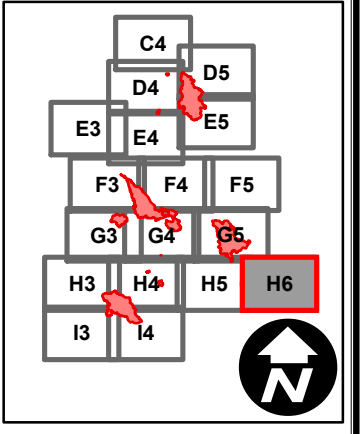 C4
D4 D5
E3 E4 E5
F3 F4 F5
G3 G4 G5
H3 H4 H5 H6
I3 I4
N